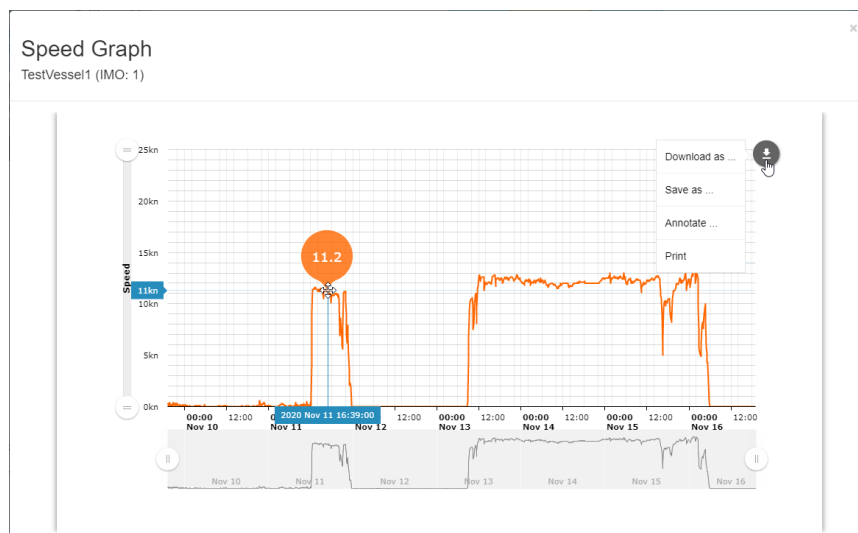 ×
Speed Graph
TestVessel1 (IMO: 1)
25kn
20kn
15kn
10kn
5kn
0kn
Speed
11kn
11.2
Download as ...
Save as ...
Annotate ...
Print
00:00 12:00 12:00 00:00 12:00 00:00 12:00 00:00 12:00 00:00 12:00
Nov 10 Nov 11 Nov 12 Nov 13 Nov 14 Nov 15 Nov 16
2020 Nov 11 16:39:00
Nov 10 Nov 11 Nov 12 Nov 13 Nov 14 Nov 15 Nov 16